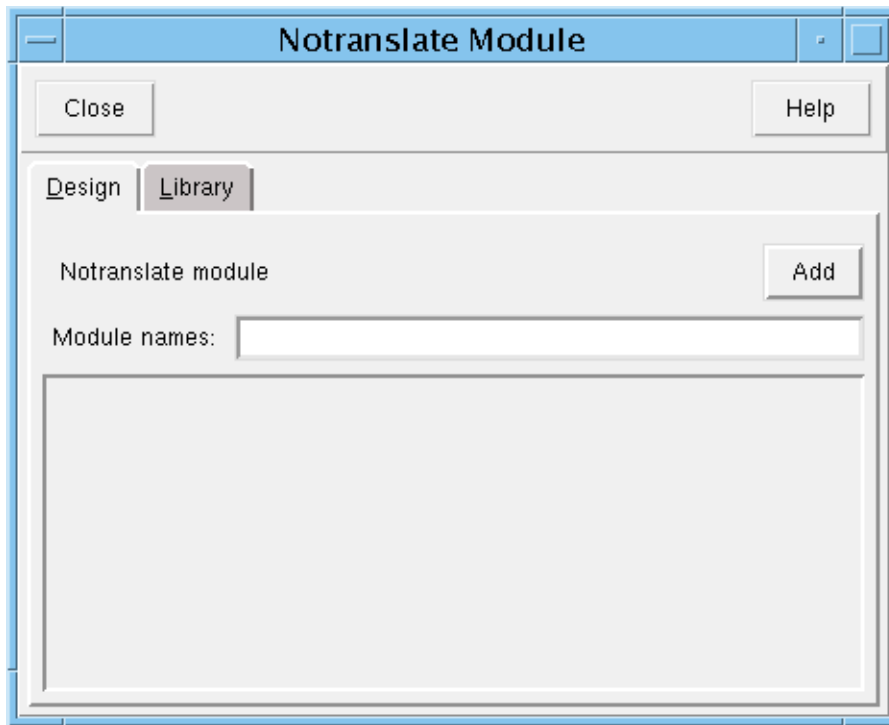 Notranslate Module
Close Help
Design Library
Notranslate module Add
Module names: